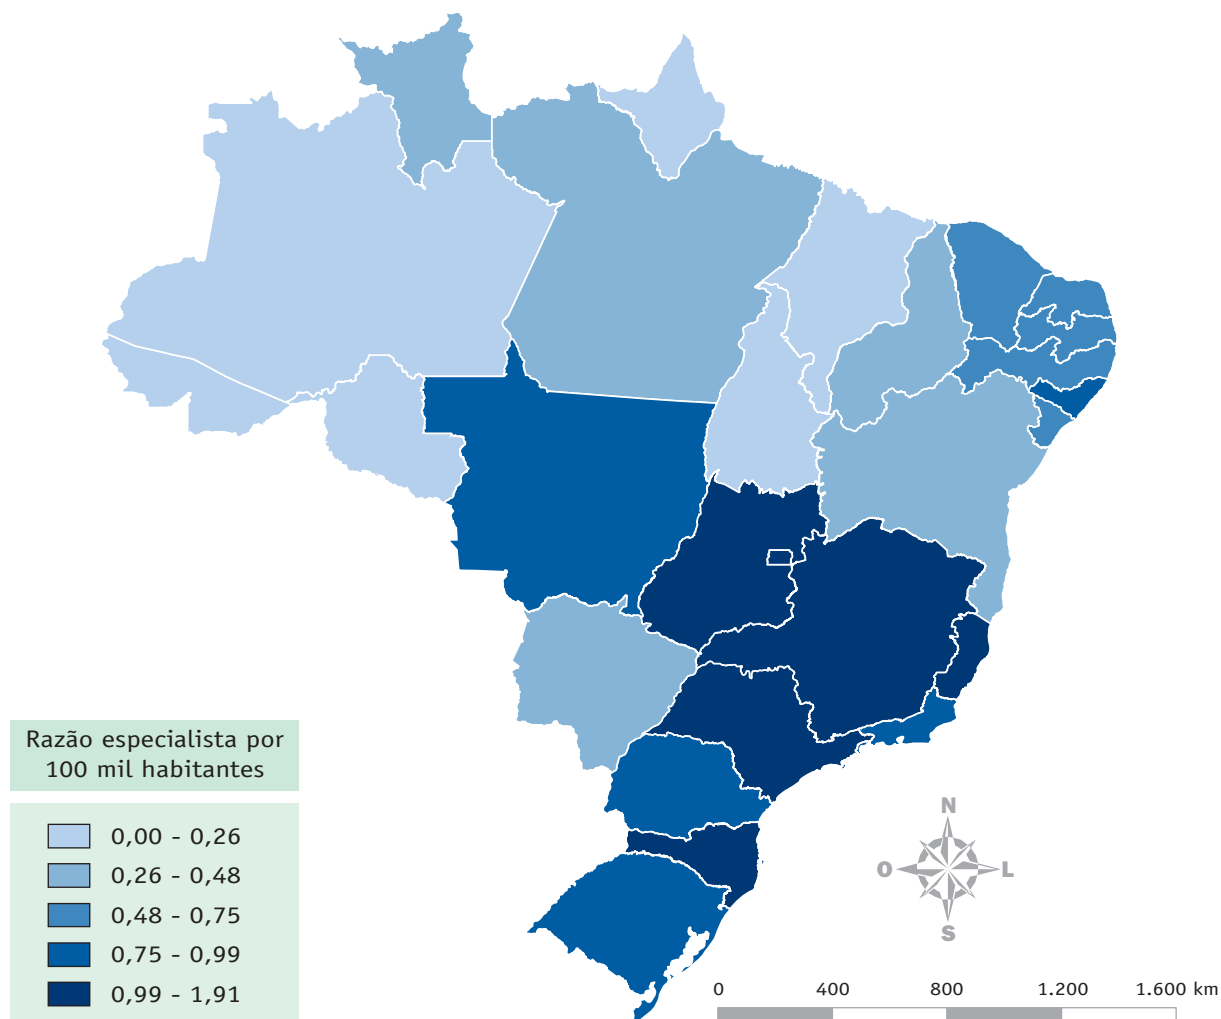 Razão especialista por
100 mil habitantes
0,00 - 0,26
0,26 - 0,48
0,48 - 0,75
0,75 - 0,99
0,99 - 1,91
N
O L
S
0 400 800 1.200 1.600 km